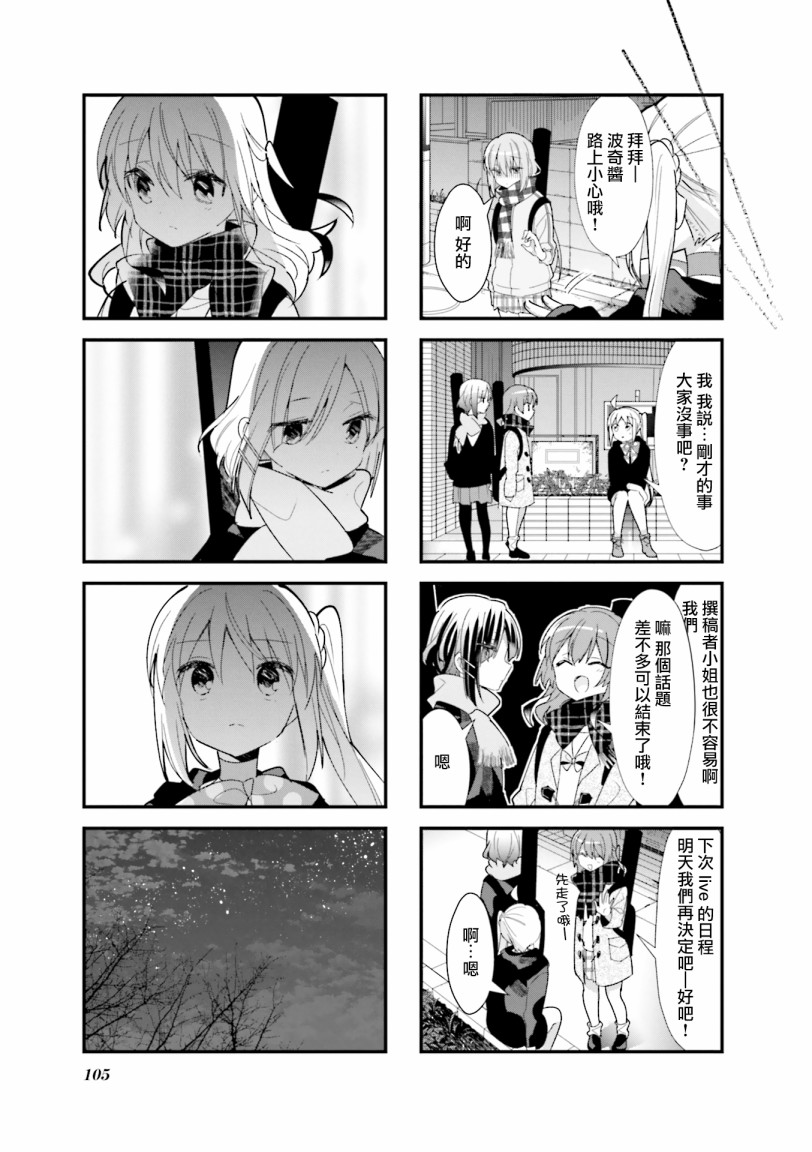 拜拜—
波奇醬
路上小心哦！
啊 好的
我 我說…剛才的事
大家沒事吧？
撰稿者小姐也很不容易啊
我們
嘛 那個話題
差不多可以結束了哦！
嗯
下次 live 的日程
明天我們再決定吧—好吧！
先走了哦—
啊…嗯
105